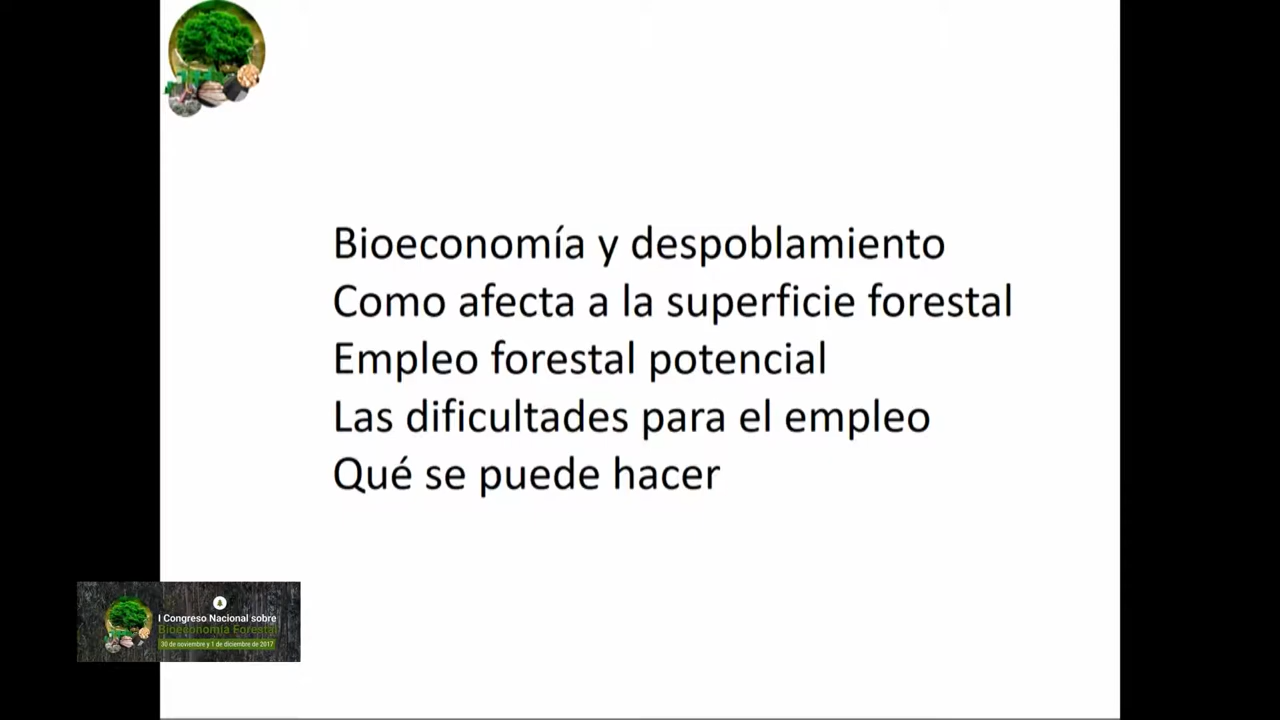 Bioeconomía y despoblamiento
Como afecta a la superficie forestal
Empleo forestal potencial
Las dificultades para el empleo
Qué se puede hacer
I Congreso Nacional sobre
Bioeconomía Forestal
30 de noviembre y 1 de diciembre de 2017